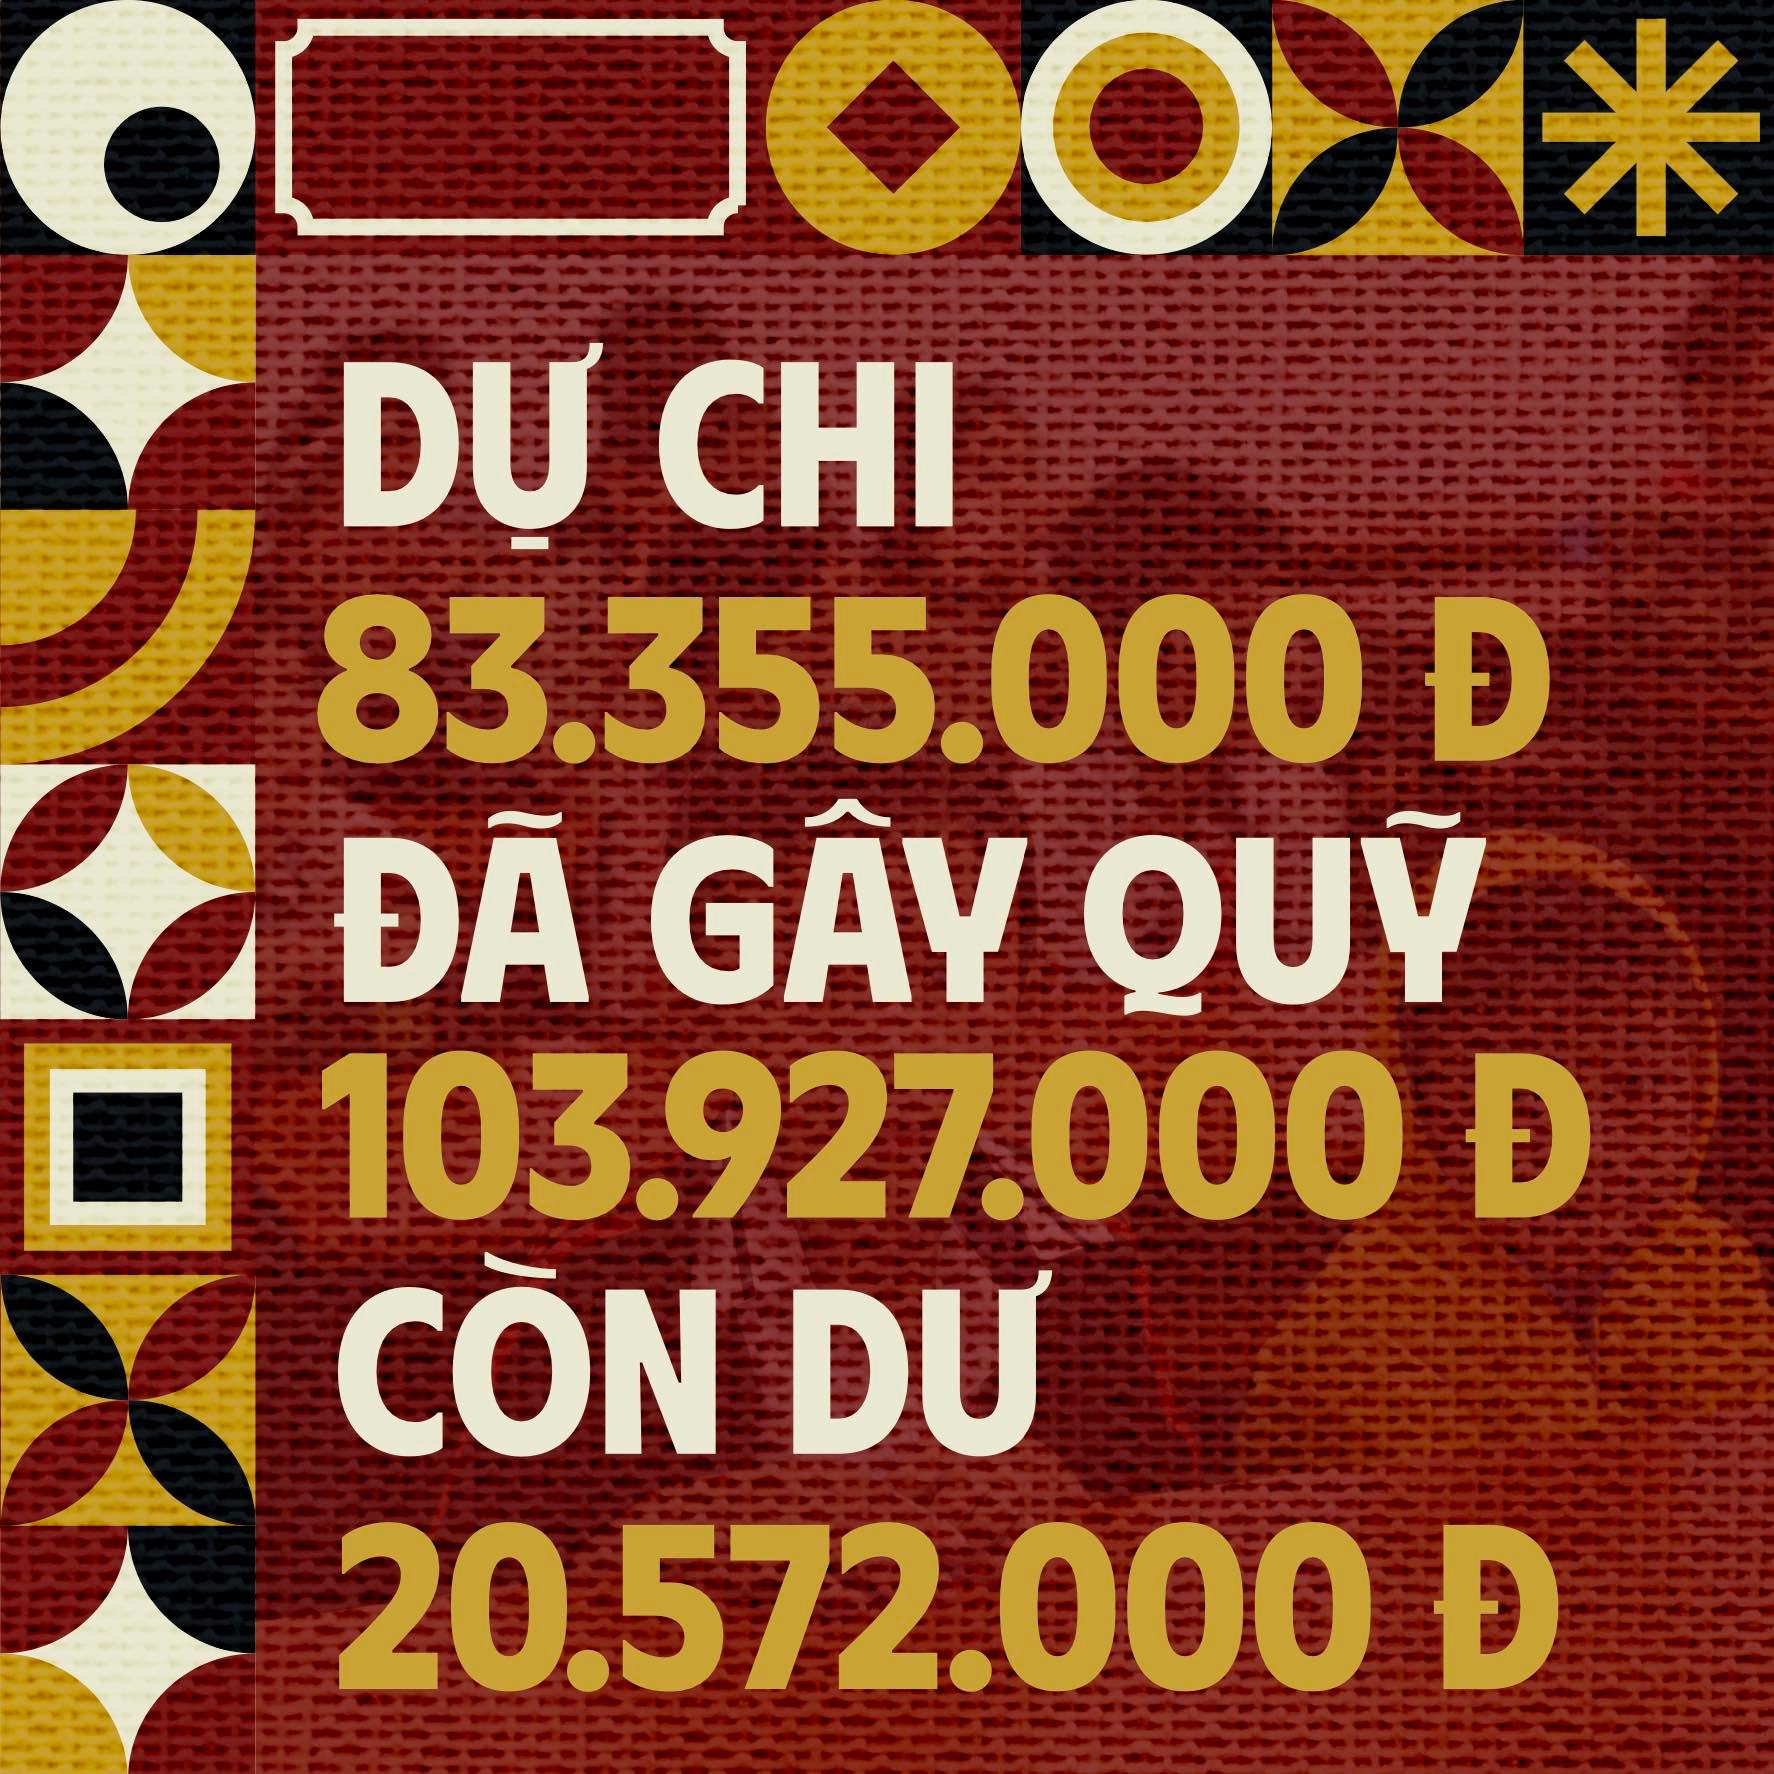 DỰ CHI
83.355.000 Đ
ĐÃ GÂY QUỸ
103.927.000 Đ
CÒN DƯ
20.572.000 Đ